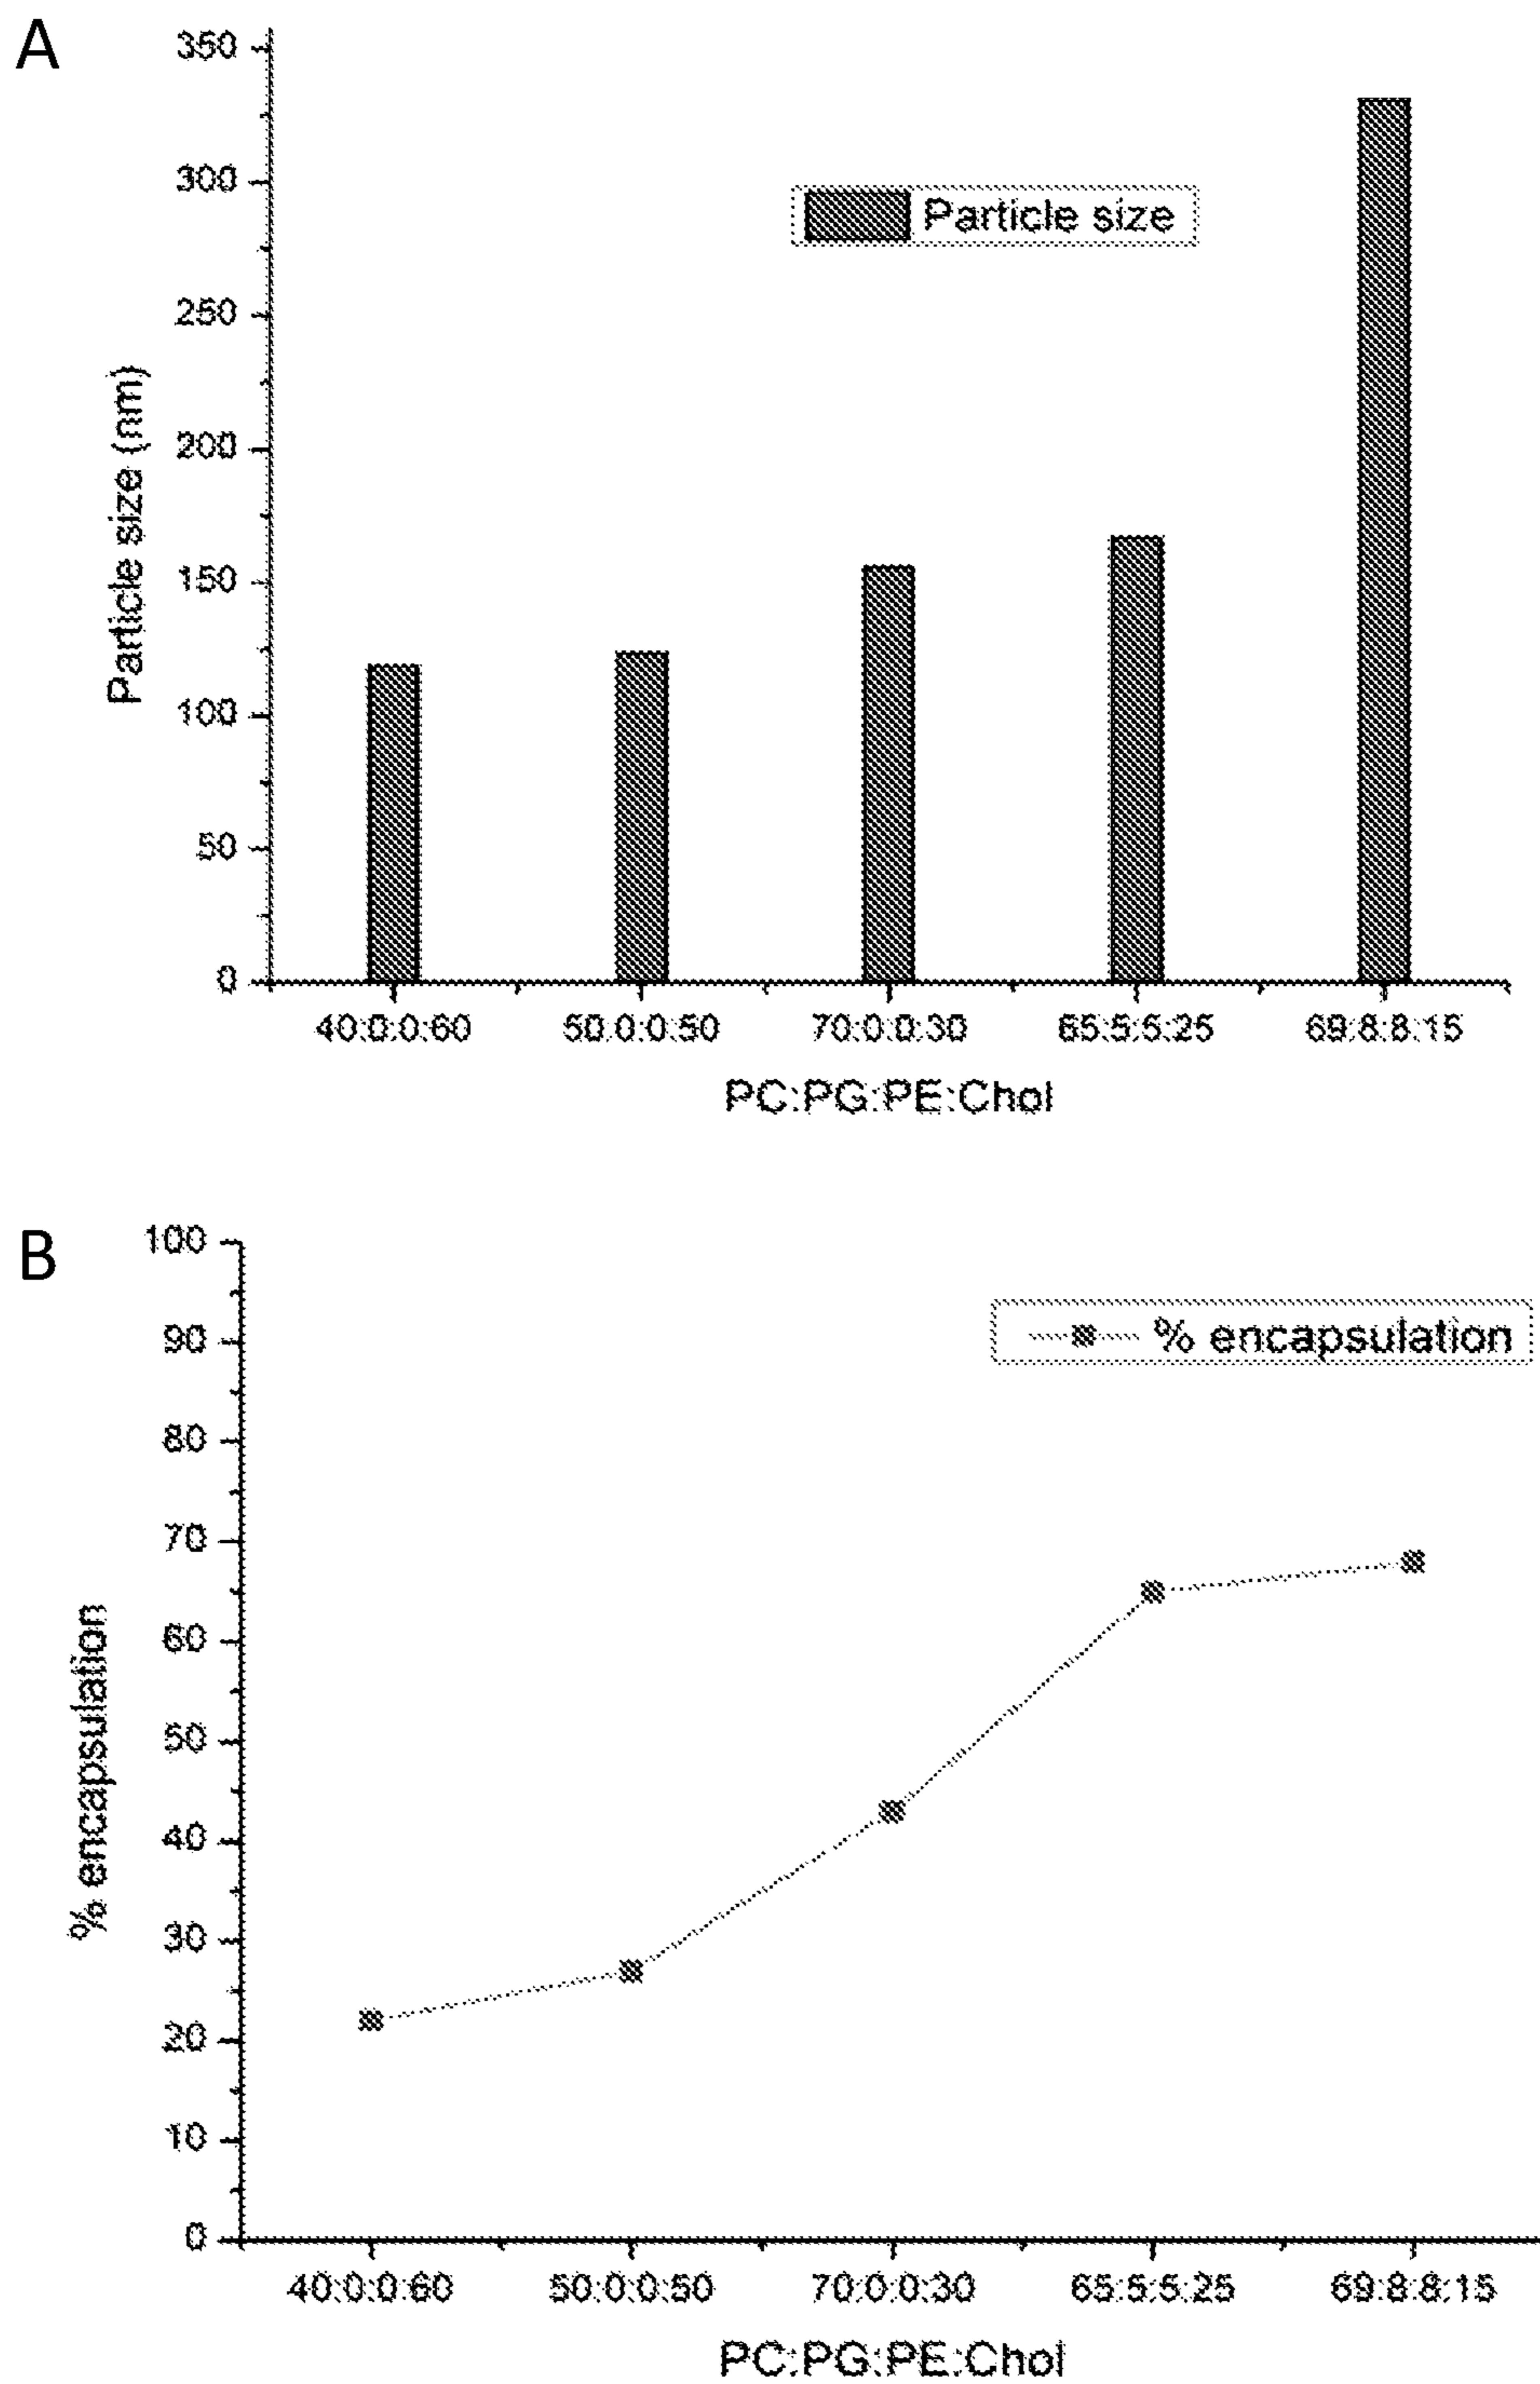 A
350
300
250
200
150
100
50
0
Particle size (nm)
Particle size
40:0:0:60 50:0:0:50 70:0:0:30 65:5:5:25 69:8:8:15
PC:PG:PE:Chol
B
100
90
80
70
60
50
40
30
20
10
0
% encapsulation
% encapsulation
40:0:0:60 50:0:0:50 70:0:0:30 65:5:5:25 69:8:8:15
PC:PG:PE:Chol